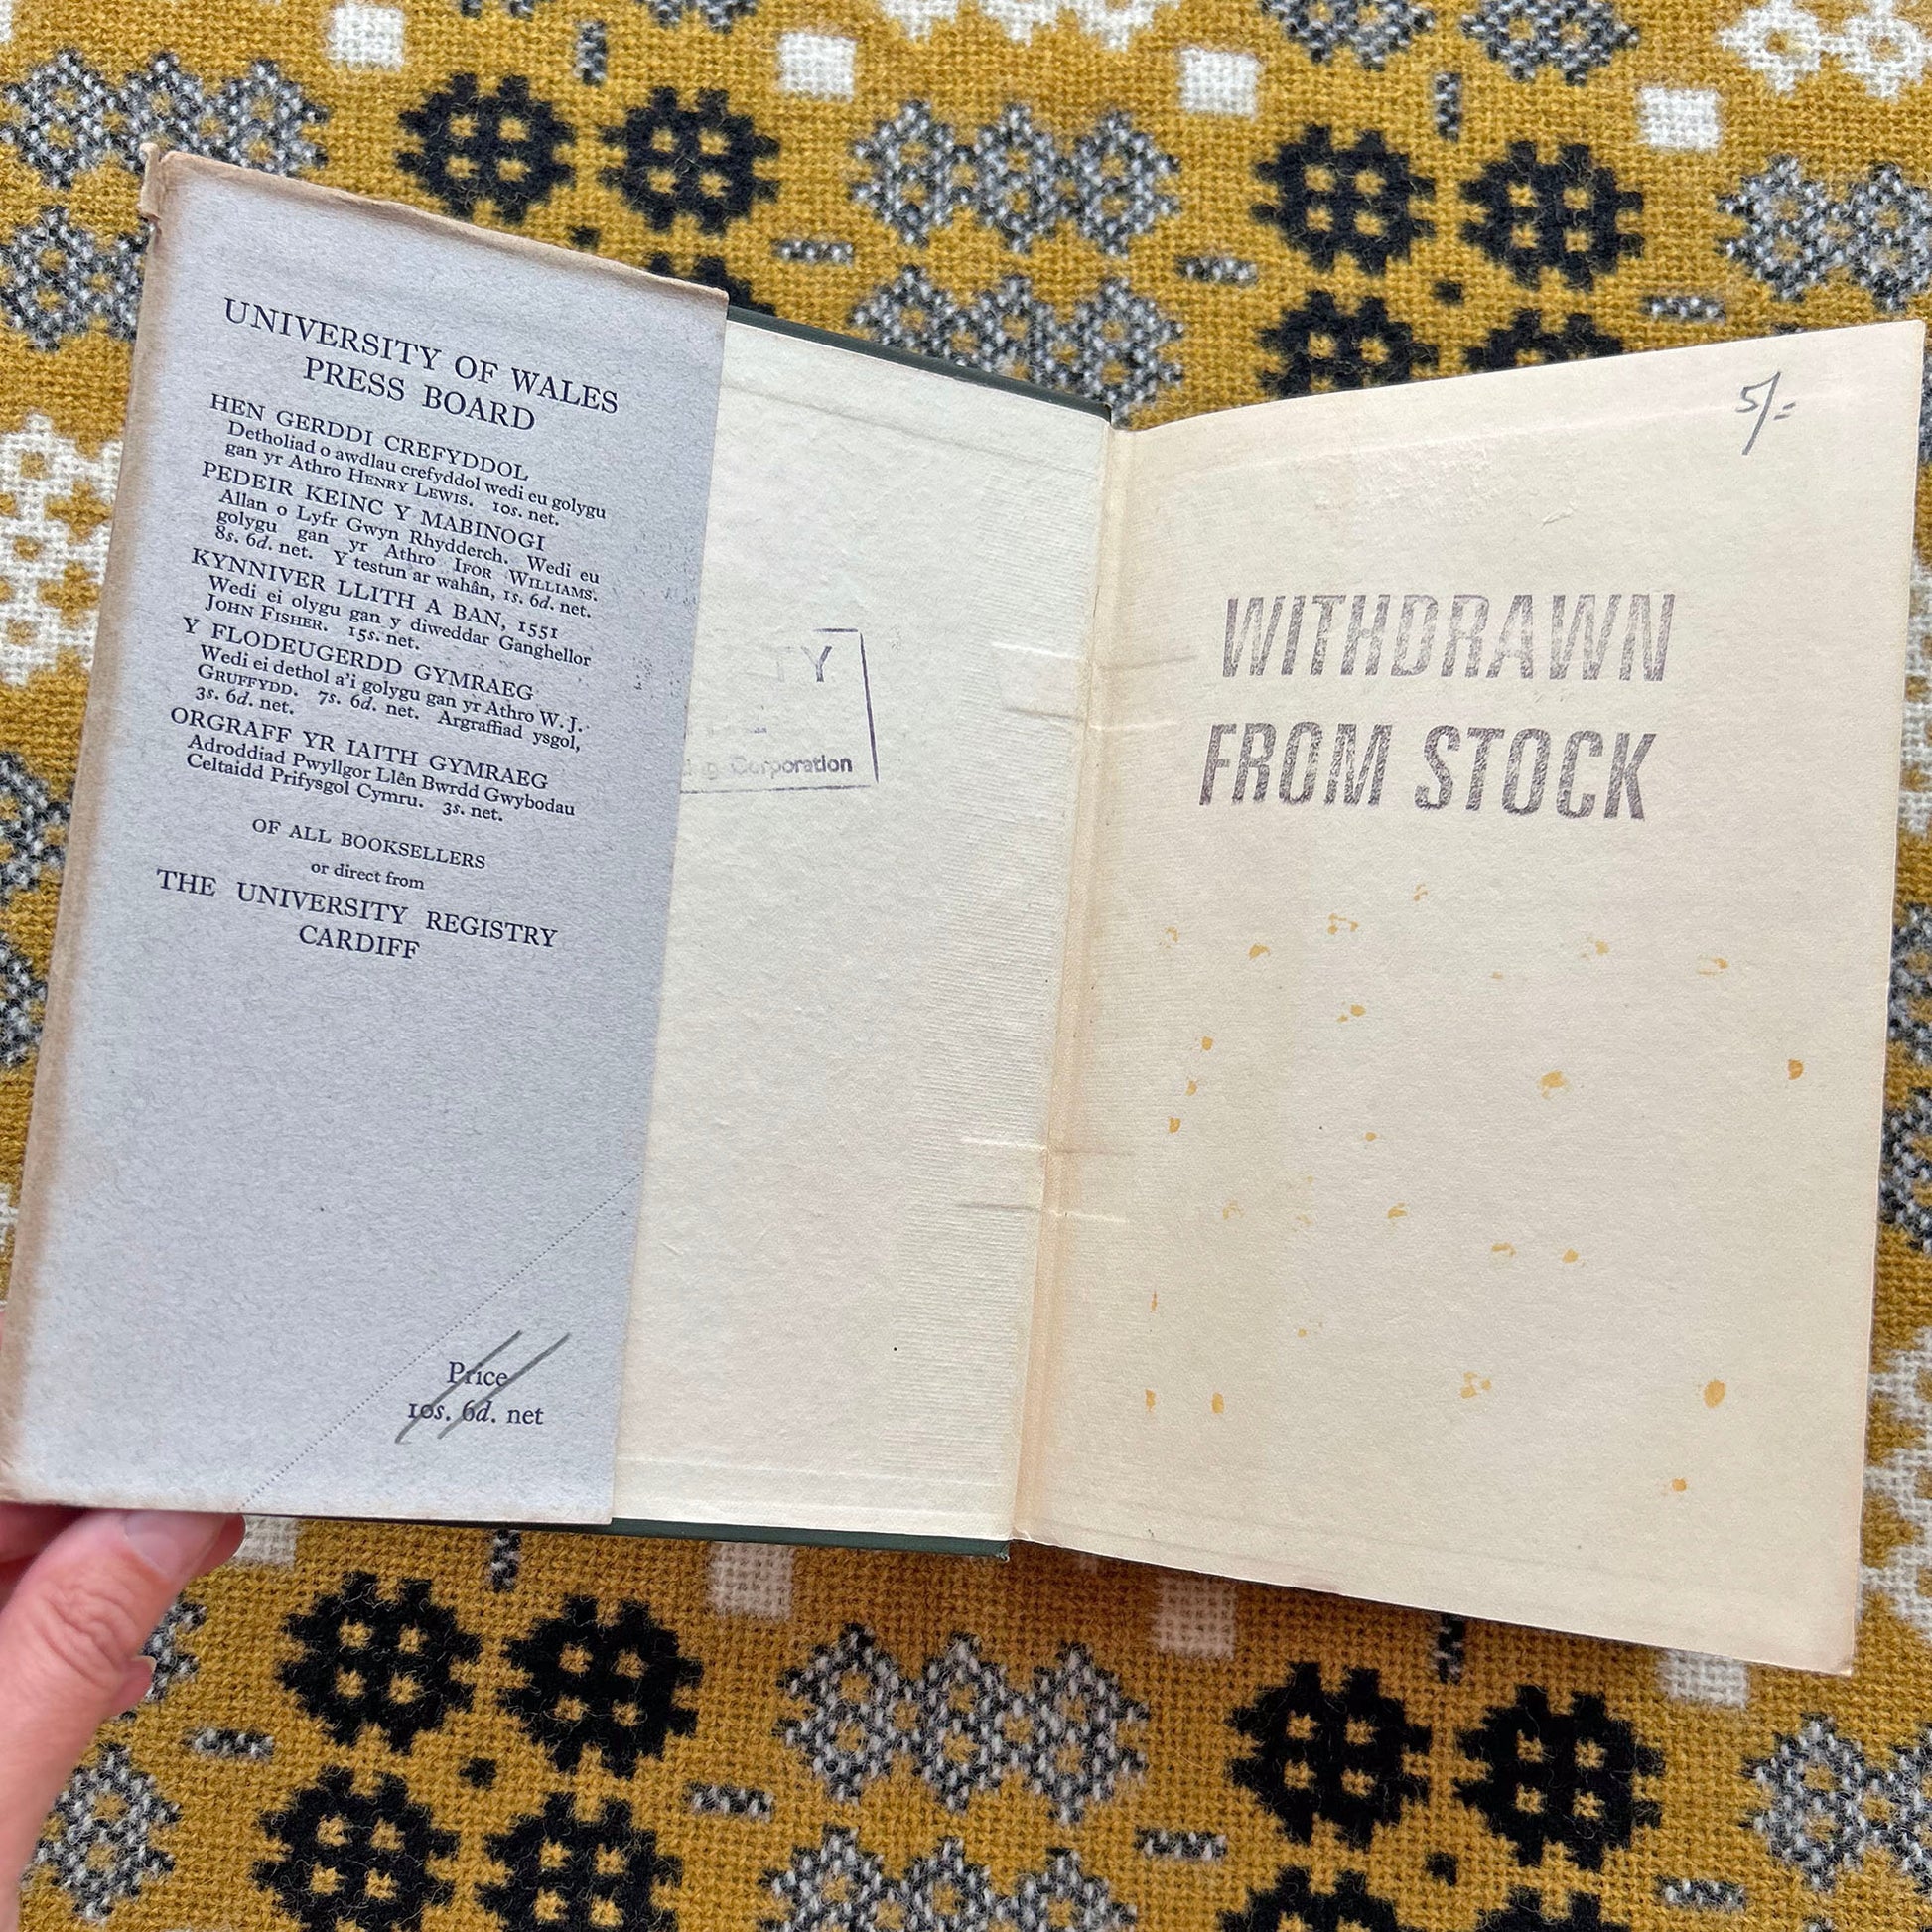 UNIVERSITY OF WALES
PRESS BOARD
HEN GERDDI CREFYDDOL
Detholiad o awdlau crefyddol wedi eu golygu
gan yr Athro HENRY LEWIS. 10s. net.
PEDEIR KEINC Y MABINOGI
Allan o Lyfr Gwyn Rhydderch. Wedi eu
golygu gan yr Athro IFOR WILLIAMS.
8s. 6d. net. Y testun ar wahân, 1s. 6d. net.
KYNNIVER LLITH A BAN, 1551
Wedi ei olygu gan y diweddar Ganghellor
JOHN FISHER. 15s. net.
Y FLODEUGERDD GYMRAEG
Wedi ei dethol a'i golygu gan yr Athro W. J.
GRUFFYDD. 7s. 6d. net. Argraffiad ysgol,
3s. 6d. net.
ORGRAFF YR IAITH GYMRAEG
Adroddiad Pwyllgor Llên Bwrdd Gwybodau
Celtaidd Prifysgol Cymru. 3s. net.
OF ALL BOOKSELLERS
or direct from
THE UNIVERSITY REGISTRY
CARDIFF
Price
10s. 6d. net
Corporation
5/=
WITHDRAWN
FROM STOCK